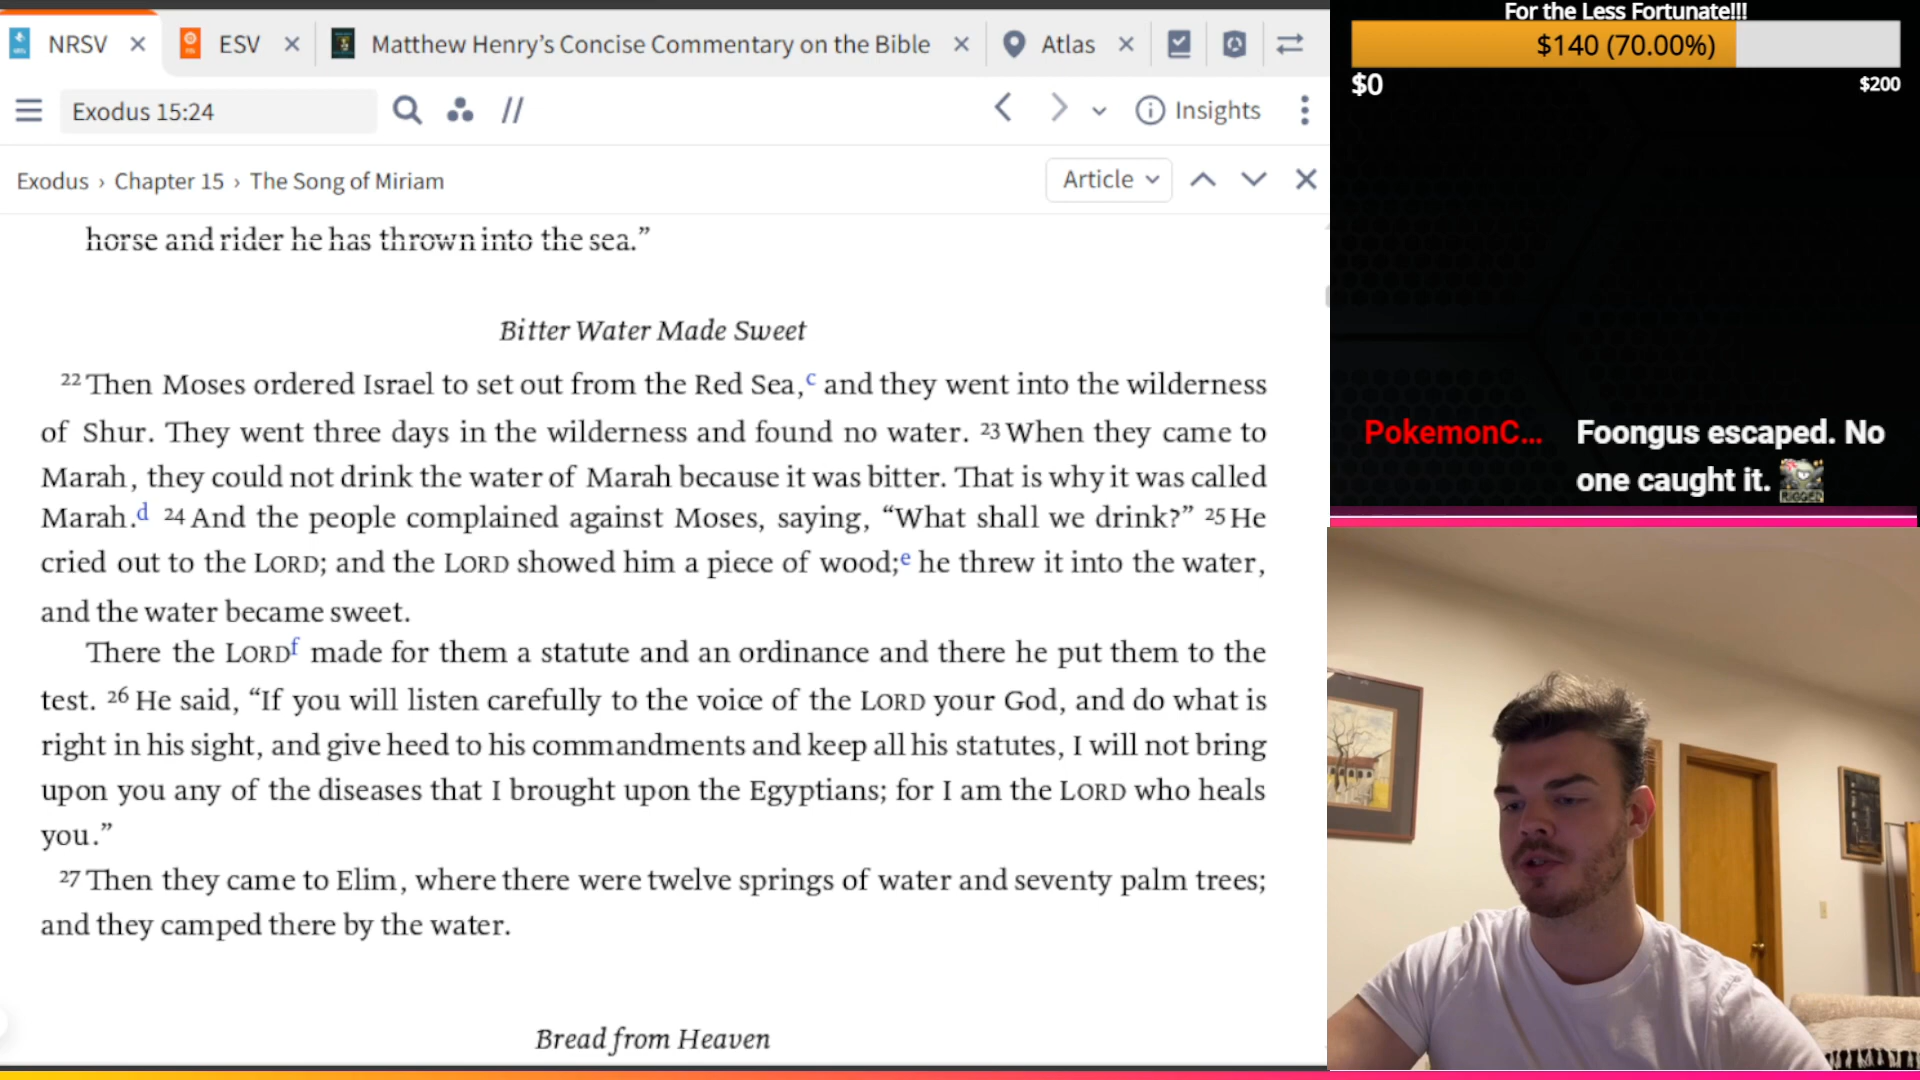 NRSV
ESV
Matthew Henry’s Concise Commentary on the Bible
Atlas
Exodus 15:24
Insights
Exodus › Chapter 15 › The Song of Miriam
Article
horse and rider he has thrown into the sea.”
Bitter Water Made Sweet
22 Then Moses ordered Israel to set out from the Red Sea,c and they went into the wilderness
of Shur. They went three days in the wilderness and found no water. 23 When they came to
Marah, they could not drink the water of Marah because it was bitter. That is why it was called
Marah.d 24 And the people complained against Moses, saying, “What shall we drink?” 25 He
cried out to the LORD; and the LORD showed him a piece of wood;e he threw it into the water,
and the water became sweet.
There the LORDf made for them a statute and an ordinance and there he put them to the
test. 26 He said, “If you will listen carefully to the voice of the LORD your God, and do what is
right in his sight, and give heed to his commandments and keep all his statutes, I will not bring
upon you any of the diseases that I brought upon the Egyptians; for I am the LORD who heals
you.”
27 Then they came to Elim, where there were twelve springs of water and seventy palm trees;
and they camped there by the water.
Bread from Heaven
For the Less Fortunate!!!
$140 (70.00%)
$0
$200
PokemonC...
Foongus escaped. No
one caught it.
RIGGED